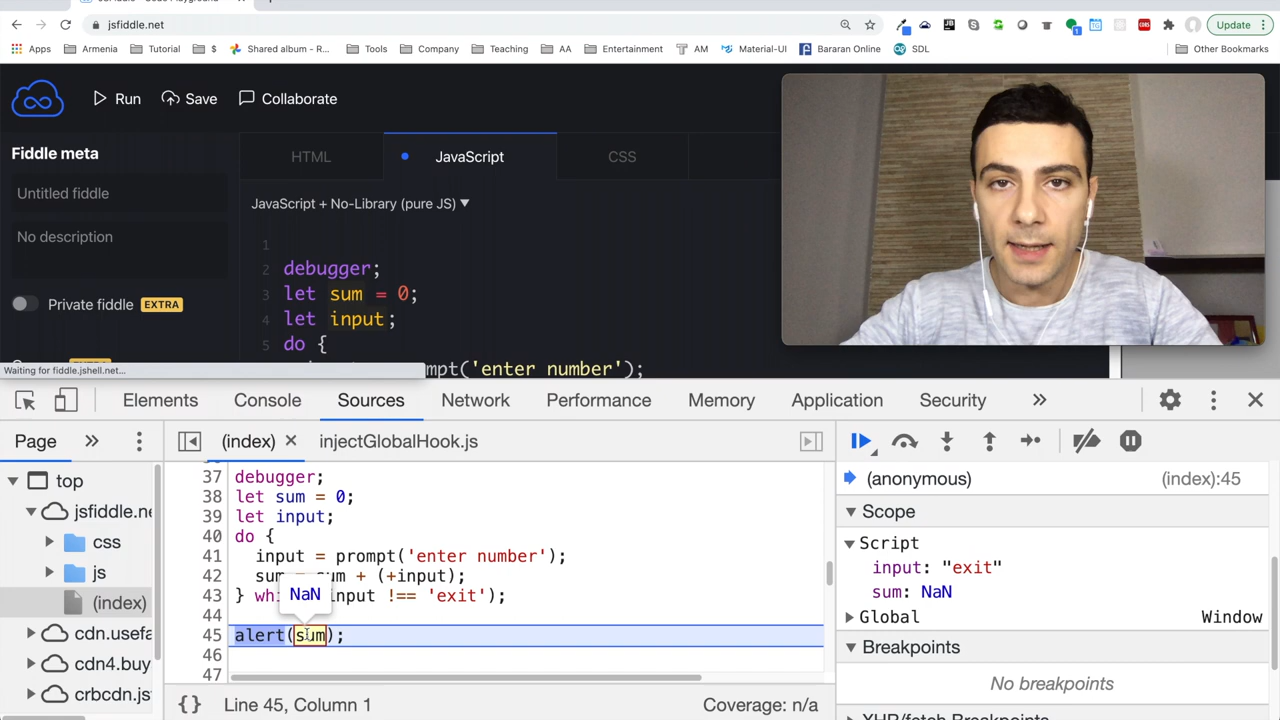 jsfiddle.net
Update
Apps
Armenia
Tutorial
$
Shared album - R...
Tools
Company
Teaching
AA
Entertainment
AM
Material-UI
Bararan Online
SDL
Other Bookmarks
Run
Save
Collaborate
Fiddle meta
Untitled fiddle
No description
Private fiddle
EXTRA
HTML
JavaScript
CSS
JavaScript + No-Library (pure JS)
1
2 debugger;
3 let sum = 0;
4 let input;
5 do {
mpt('enter number');
Waiting for fiddle.jshell.net...
Elements
Console
Sources
Network
Performance
Memory
Application
Security
Page
(index)
injectGlobalHook.js
top
jsfiddle.ne
css
js
(index)
cdn.usefa
cdn4.buy
crbcdn.js
37 debugger;
38 let sum = 0;
39 let input;
40 do {
41 input = prompt('enter number');
42 sum = sum + (+input);
43 } whi input !== 'exit');
NaN
44
45 alert(sum);
46
47
{} Line 45, Column 1
Coverage: n/a
(anonymous)
(index):45
Scope
Script
input: "exit"
sum: NaN
Global
Window
Breakpoints
No breakpoints
XHR/fetch Breakpoints